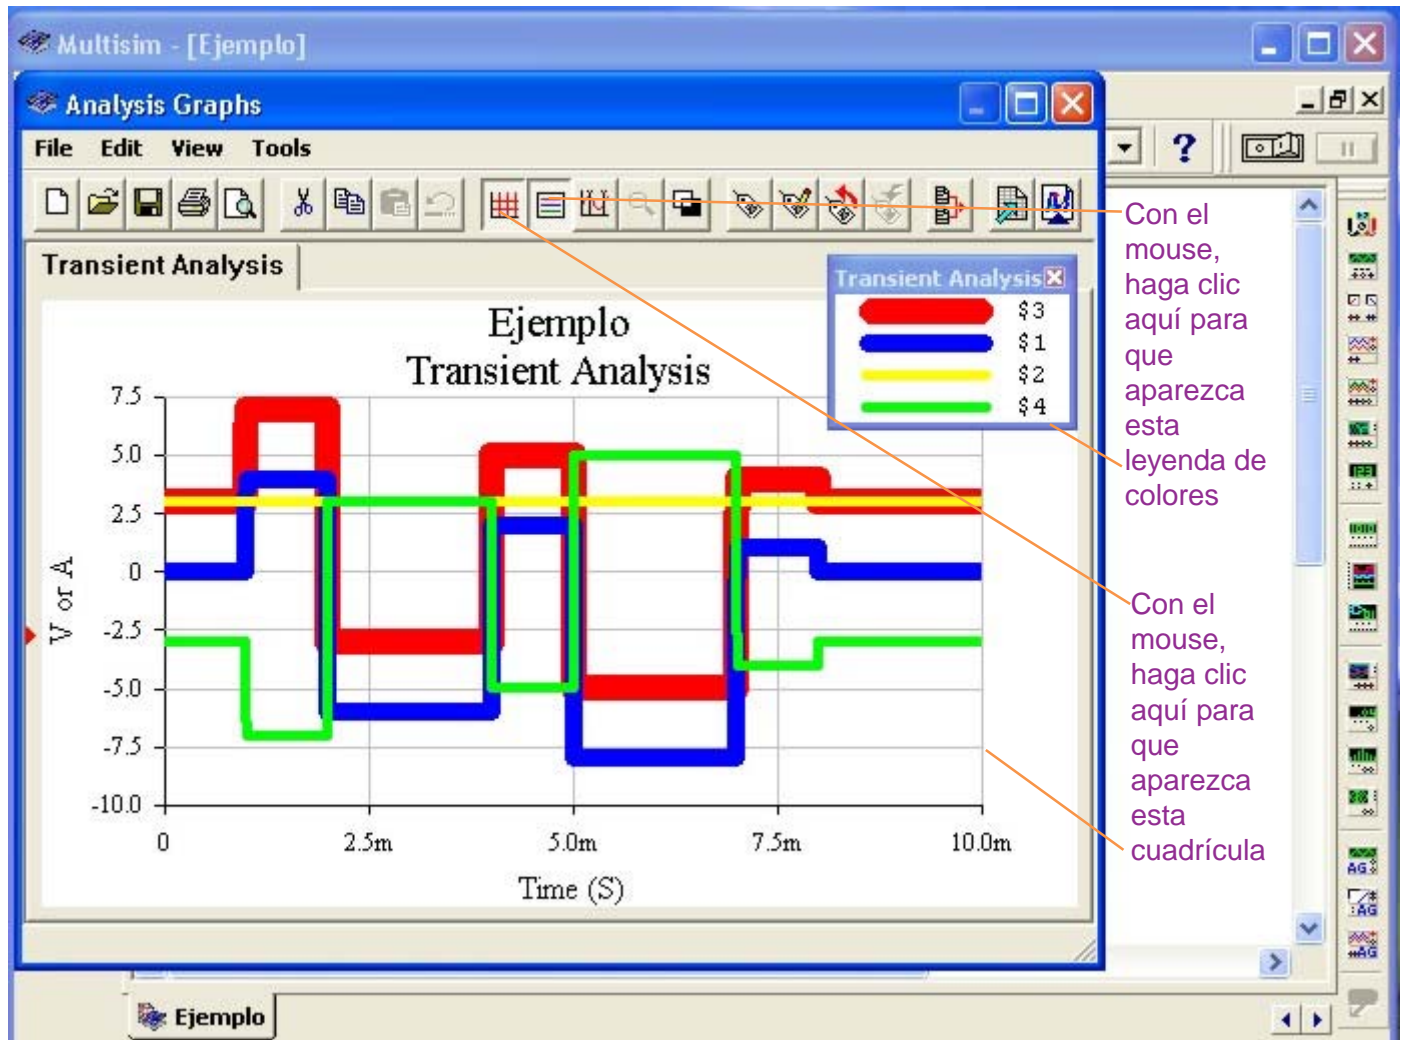 Multisim - [Ejemplo]
Analysis Graphs
File Edit View Tools
Transient Analysis
Transient Analysis
$3
$1
$2
$4
Ejemplo
Transient Analysis
7.5
5.0
2.5
0
-2.5
-5.0
-7.5
-10.0
V or A
0 2.5m 5.0m 7.5m 10.0m
Time (S)
Con el
mouse,
haga clic
aquí para
que
aparezca
esta
leyenda de
colores
Con el
mouse,
haga clic
aquí para
que
aparezca
esta
cuadrícula
AG
AG
AG
Ejemplo